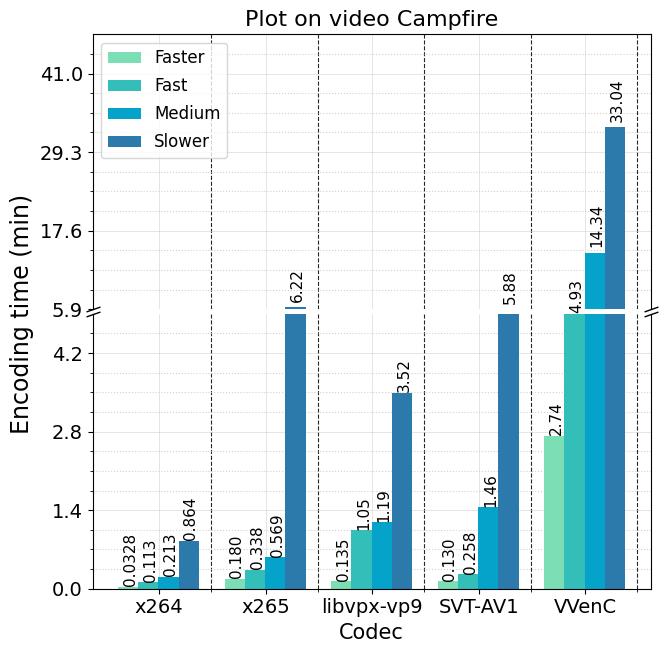 Plot on video Campfire
Faster
Fast
Medium
Slower
41.0
29.3
17.6
5.9
4.2
2.8
1.4
0.0
Encoding time (min)
0.0328
0.113
0.213
0.864
0.180
0.338
0.569
6.22
0.135
1.05
1.19
3.52
0.130
0.258
1.46
5.88
2.74
4.93
14.34
33.04
x264
x265
libvpx-vp9
SVT-AV1
VVenC
Codec